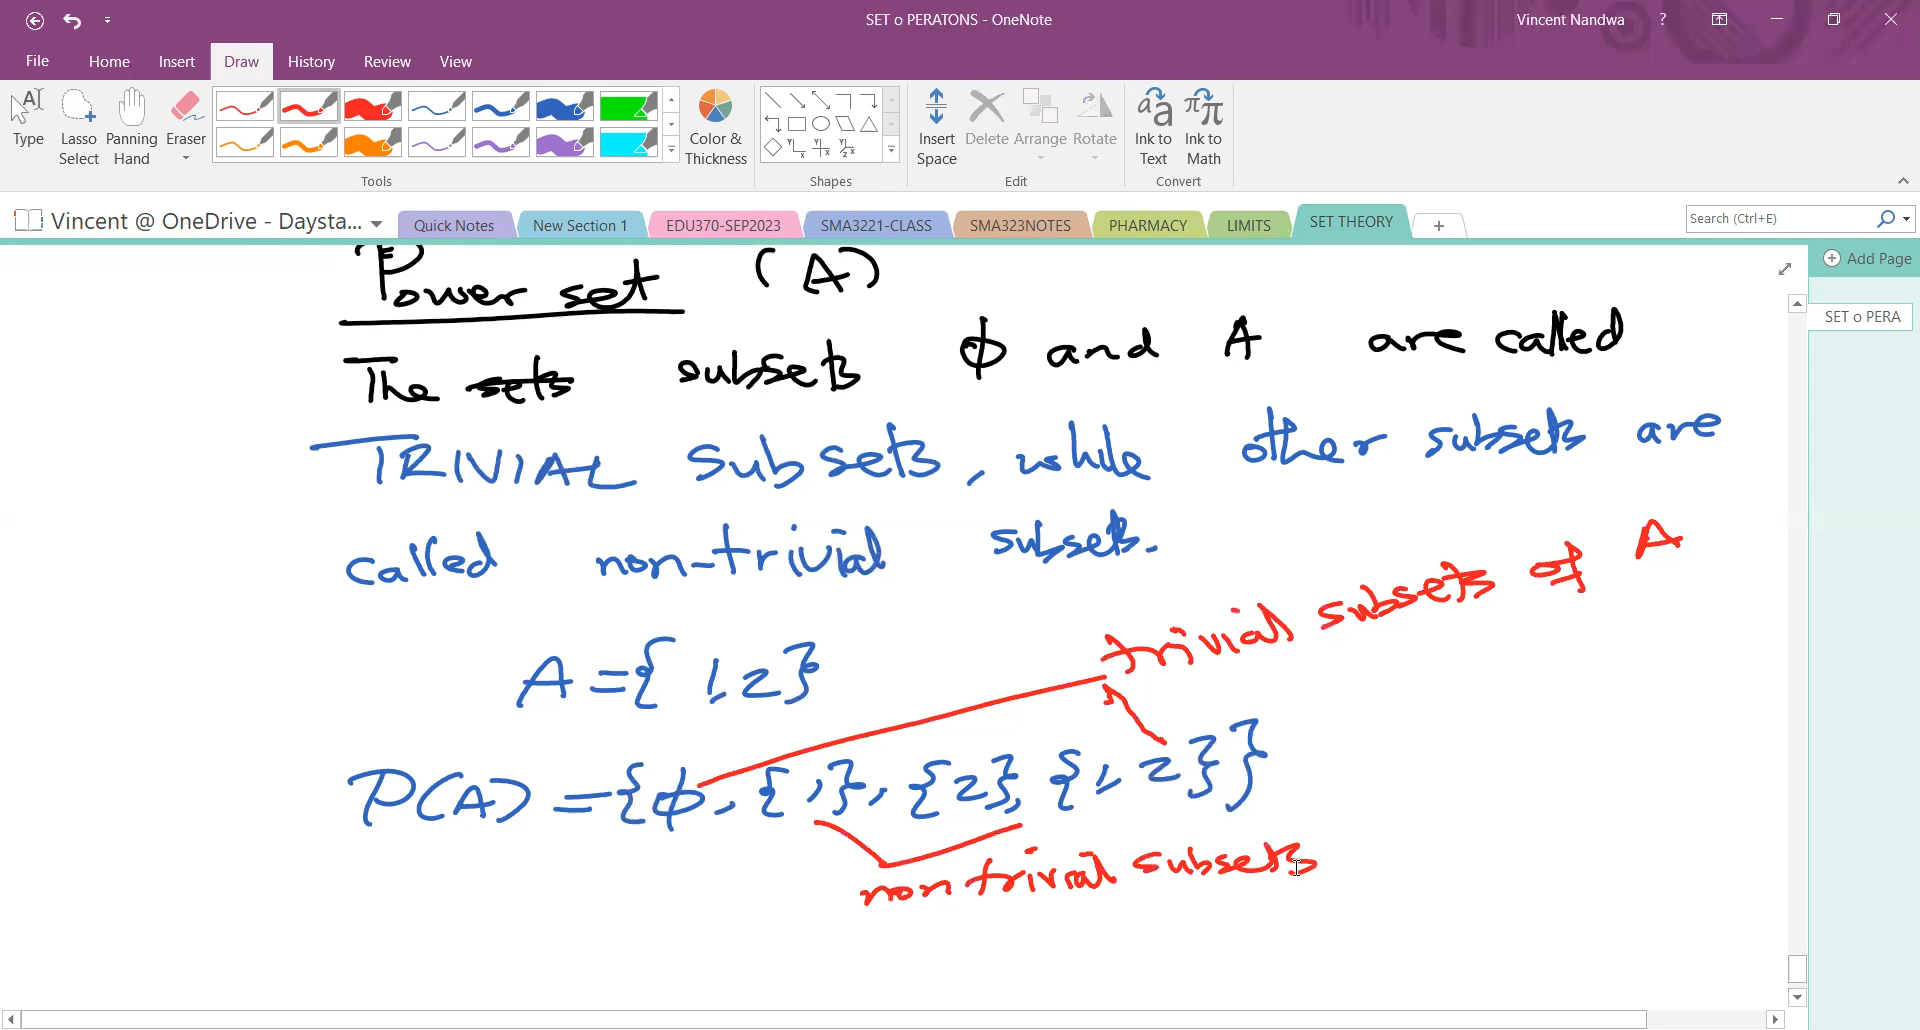 SET o PERATONS - OneNote
Vincent Nandwa
?
File
Home
Insert
Draw
History
Review
View
Type
Lasso Select
Panning Hand
Eraser
Color & Thickness
Insert Space
Delete
Arrange
Rotate
Ink to Text
Ink to Math
Tools
Shapes
Edit
Convert
Vincent @ OneDrive - Daysta...
Quick Notes
New Section 1
EDU370-SEP2023
SMA3221-CLASS
SMA323NOTES
PHARMACY
LIMITS
SET THEORY
+
Search (Ctrl+E)
Add Page
SET o PERA
Power set (A)
The sets subsets ϕ and A are called
TRIVIAL subsets, while other subsets are
called non-trivial subsets.
trivial subsets of A
A = { 1, 2 }
P(A) = {ϕ, {1}, {2}, {1, 2}}
non trivial subsets